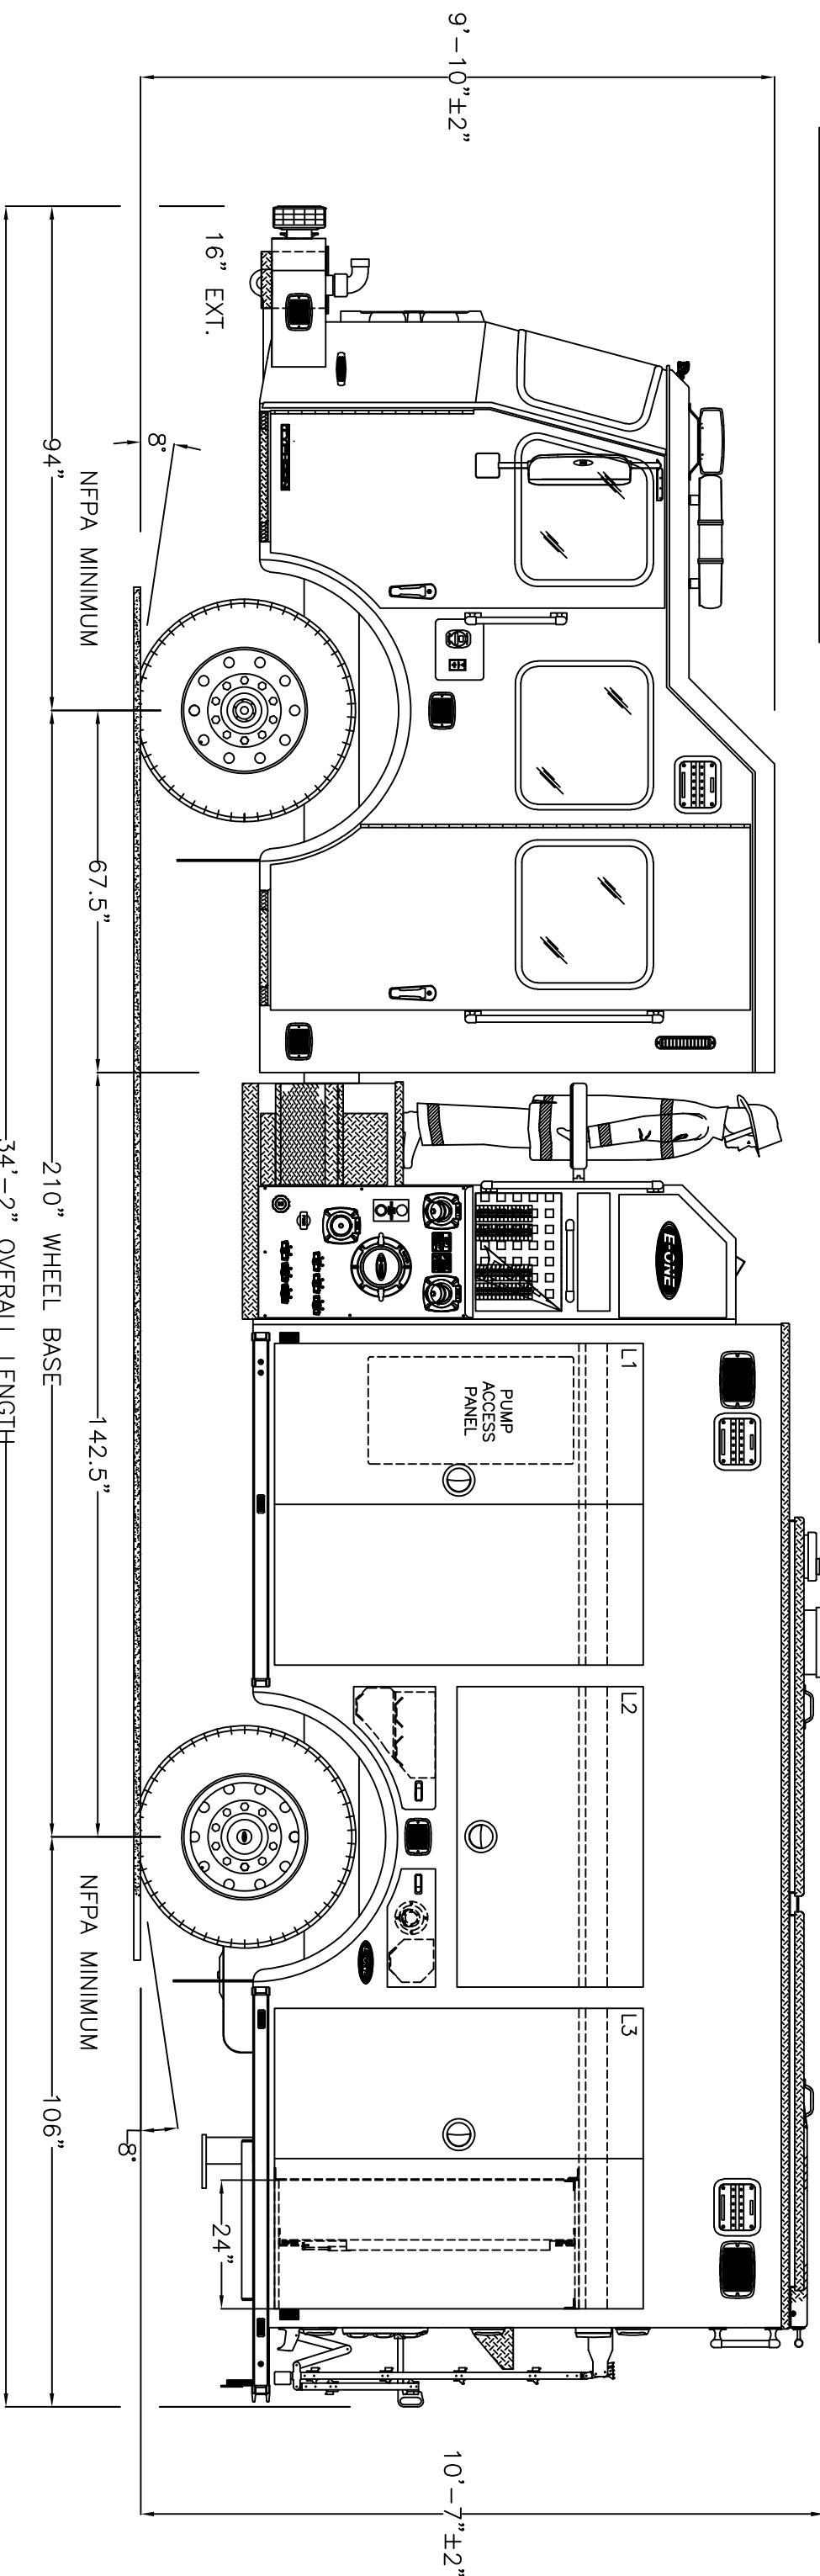 9'-10"±2"
16" EXT.
8°
94"
NFPA MINIMUM
67.5"
210" WHEEL BASE
34'-2" OVERALL LENGTH
142.5"
E-ONE
L1
PUMP
ACCESS
PANEL
L2
L3
NFPA MINIMUM
106"
8°
24"
10'-7"±2"